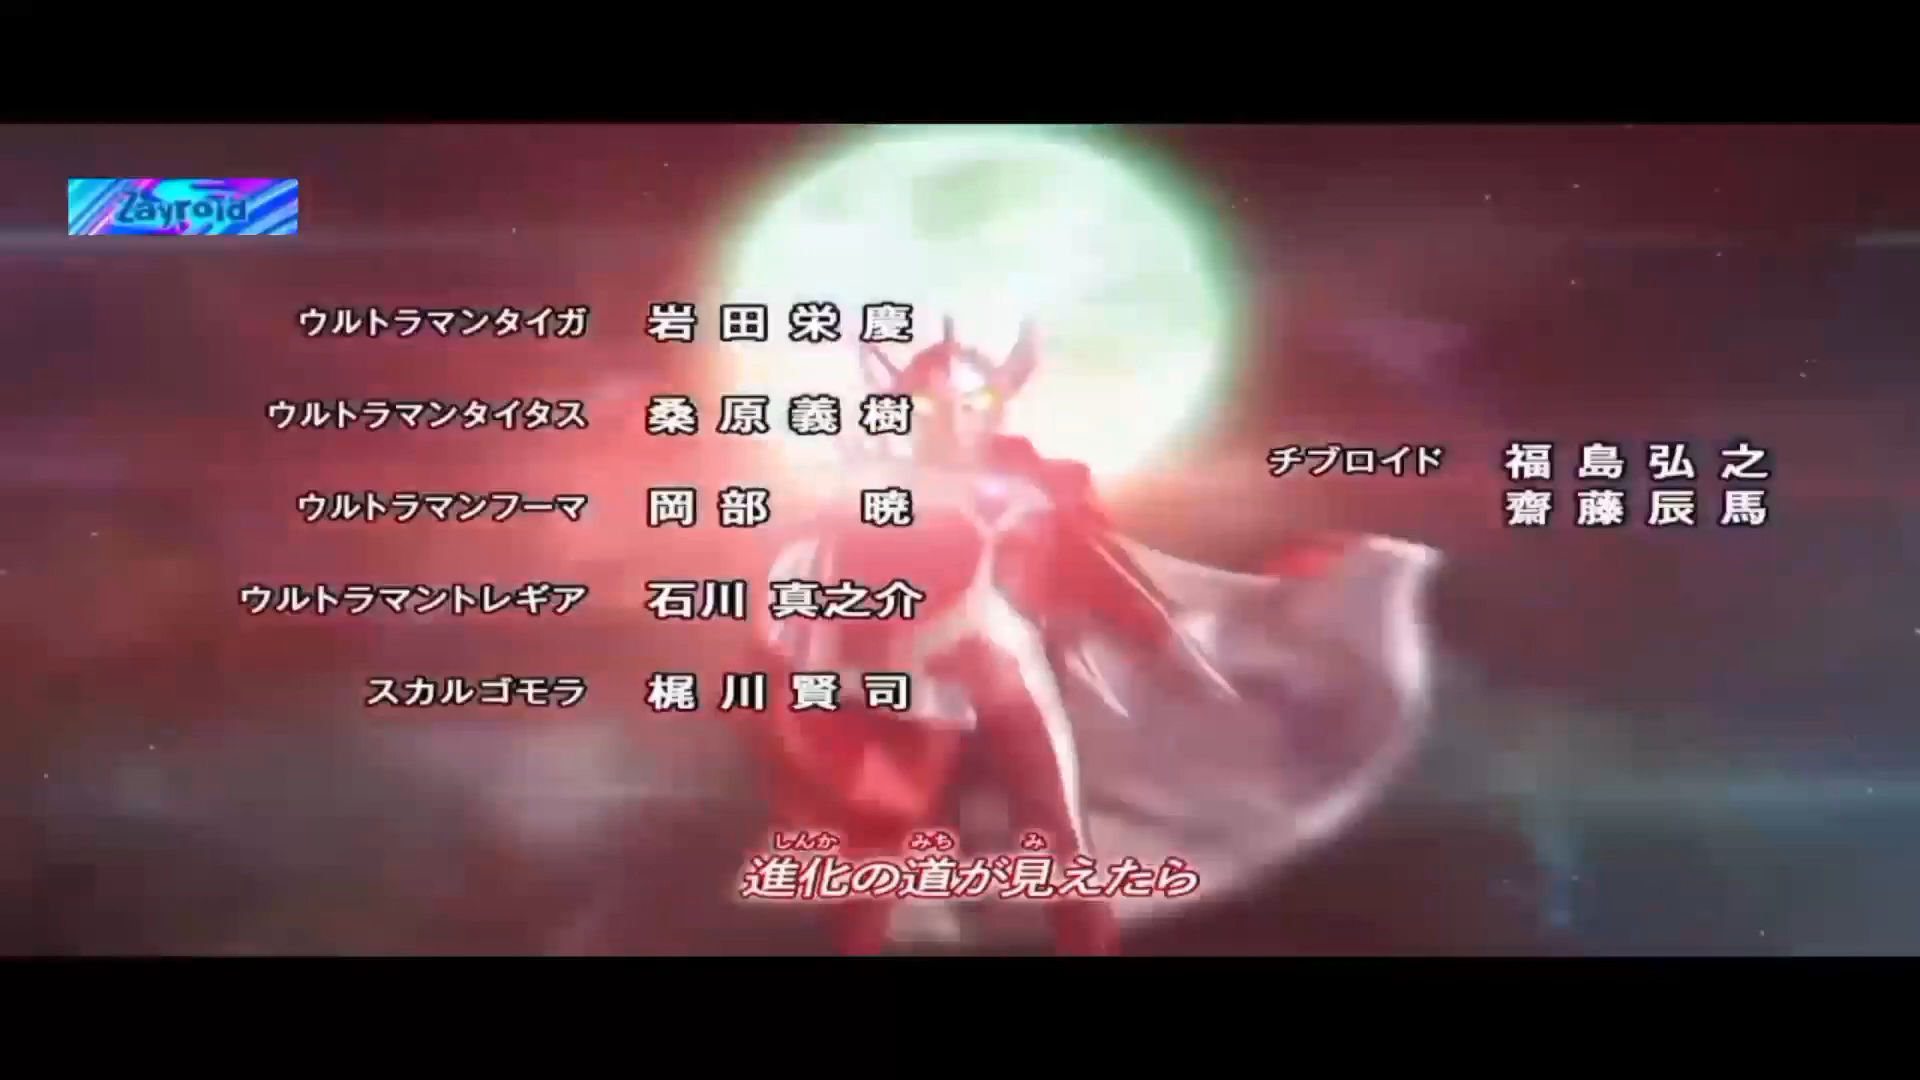 Zayroid
ウルトラマンタイガ 岩田栄慶
ウルトラマンタイタス 桑原義樹
ウルトラマンフーマ 岡部 暁
ウルトラマントレギア 石川 真之介
スカルゴモラ 梶川賢司
チブロイド 福島弘之
齋藤辰馬
しんか みち み
進化の道が見えたら